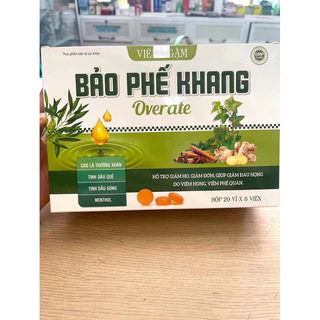 Thực phẩm bảo vệ sức khỏe
VIÊN NGẬM
BẢO PHẾ KHANG
Overate
CAO LÁ THƯỜNG XUÂN
TINH DẦU QUẾ
TINH DẦU GỪNG
MENTHOL
HỖ TRỢ GIẢM HO, GIẢM ĐỜM, GIÚP GIẢM ĐAU HỌNG
DO VIÊM HỌNG, VIÊM PHẾ QUẢN
HỘP 20 VỈ X 5 VIÊN